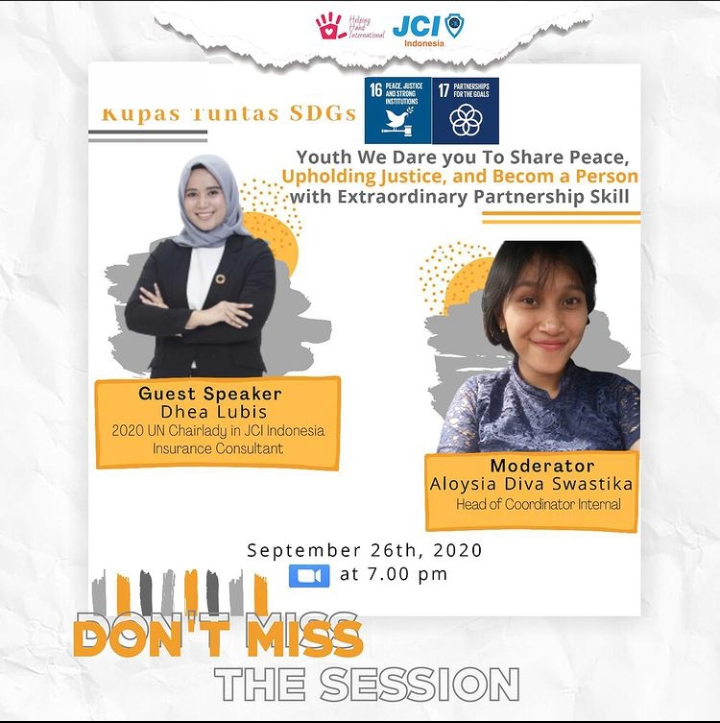 Helping
Hand
International
JCI
Indonesia
Kupas Tuntas SDGs
16 PEACE, JUSTICE
AND STRONG
INSTITUTIONS
17 PARTNERSHIPS
FOR THE GOALS
Youth We Dare you To Share Peace,
Upholding Justice, and Becom a Person
with Extraordinary Partnership Skill
Guest Speaker
Dhea Lubis
2020 UN Chairlady in JCI Indonesia
Insurance Consultant
Moderator
Aloysia Diva Swastika
Head of Coordinator Internal
September 26th, 2020
at 7.00 pm
DON'T MISS
DON'T MISS
THE SESSION